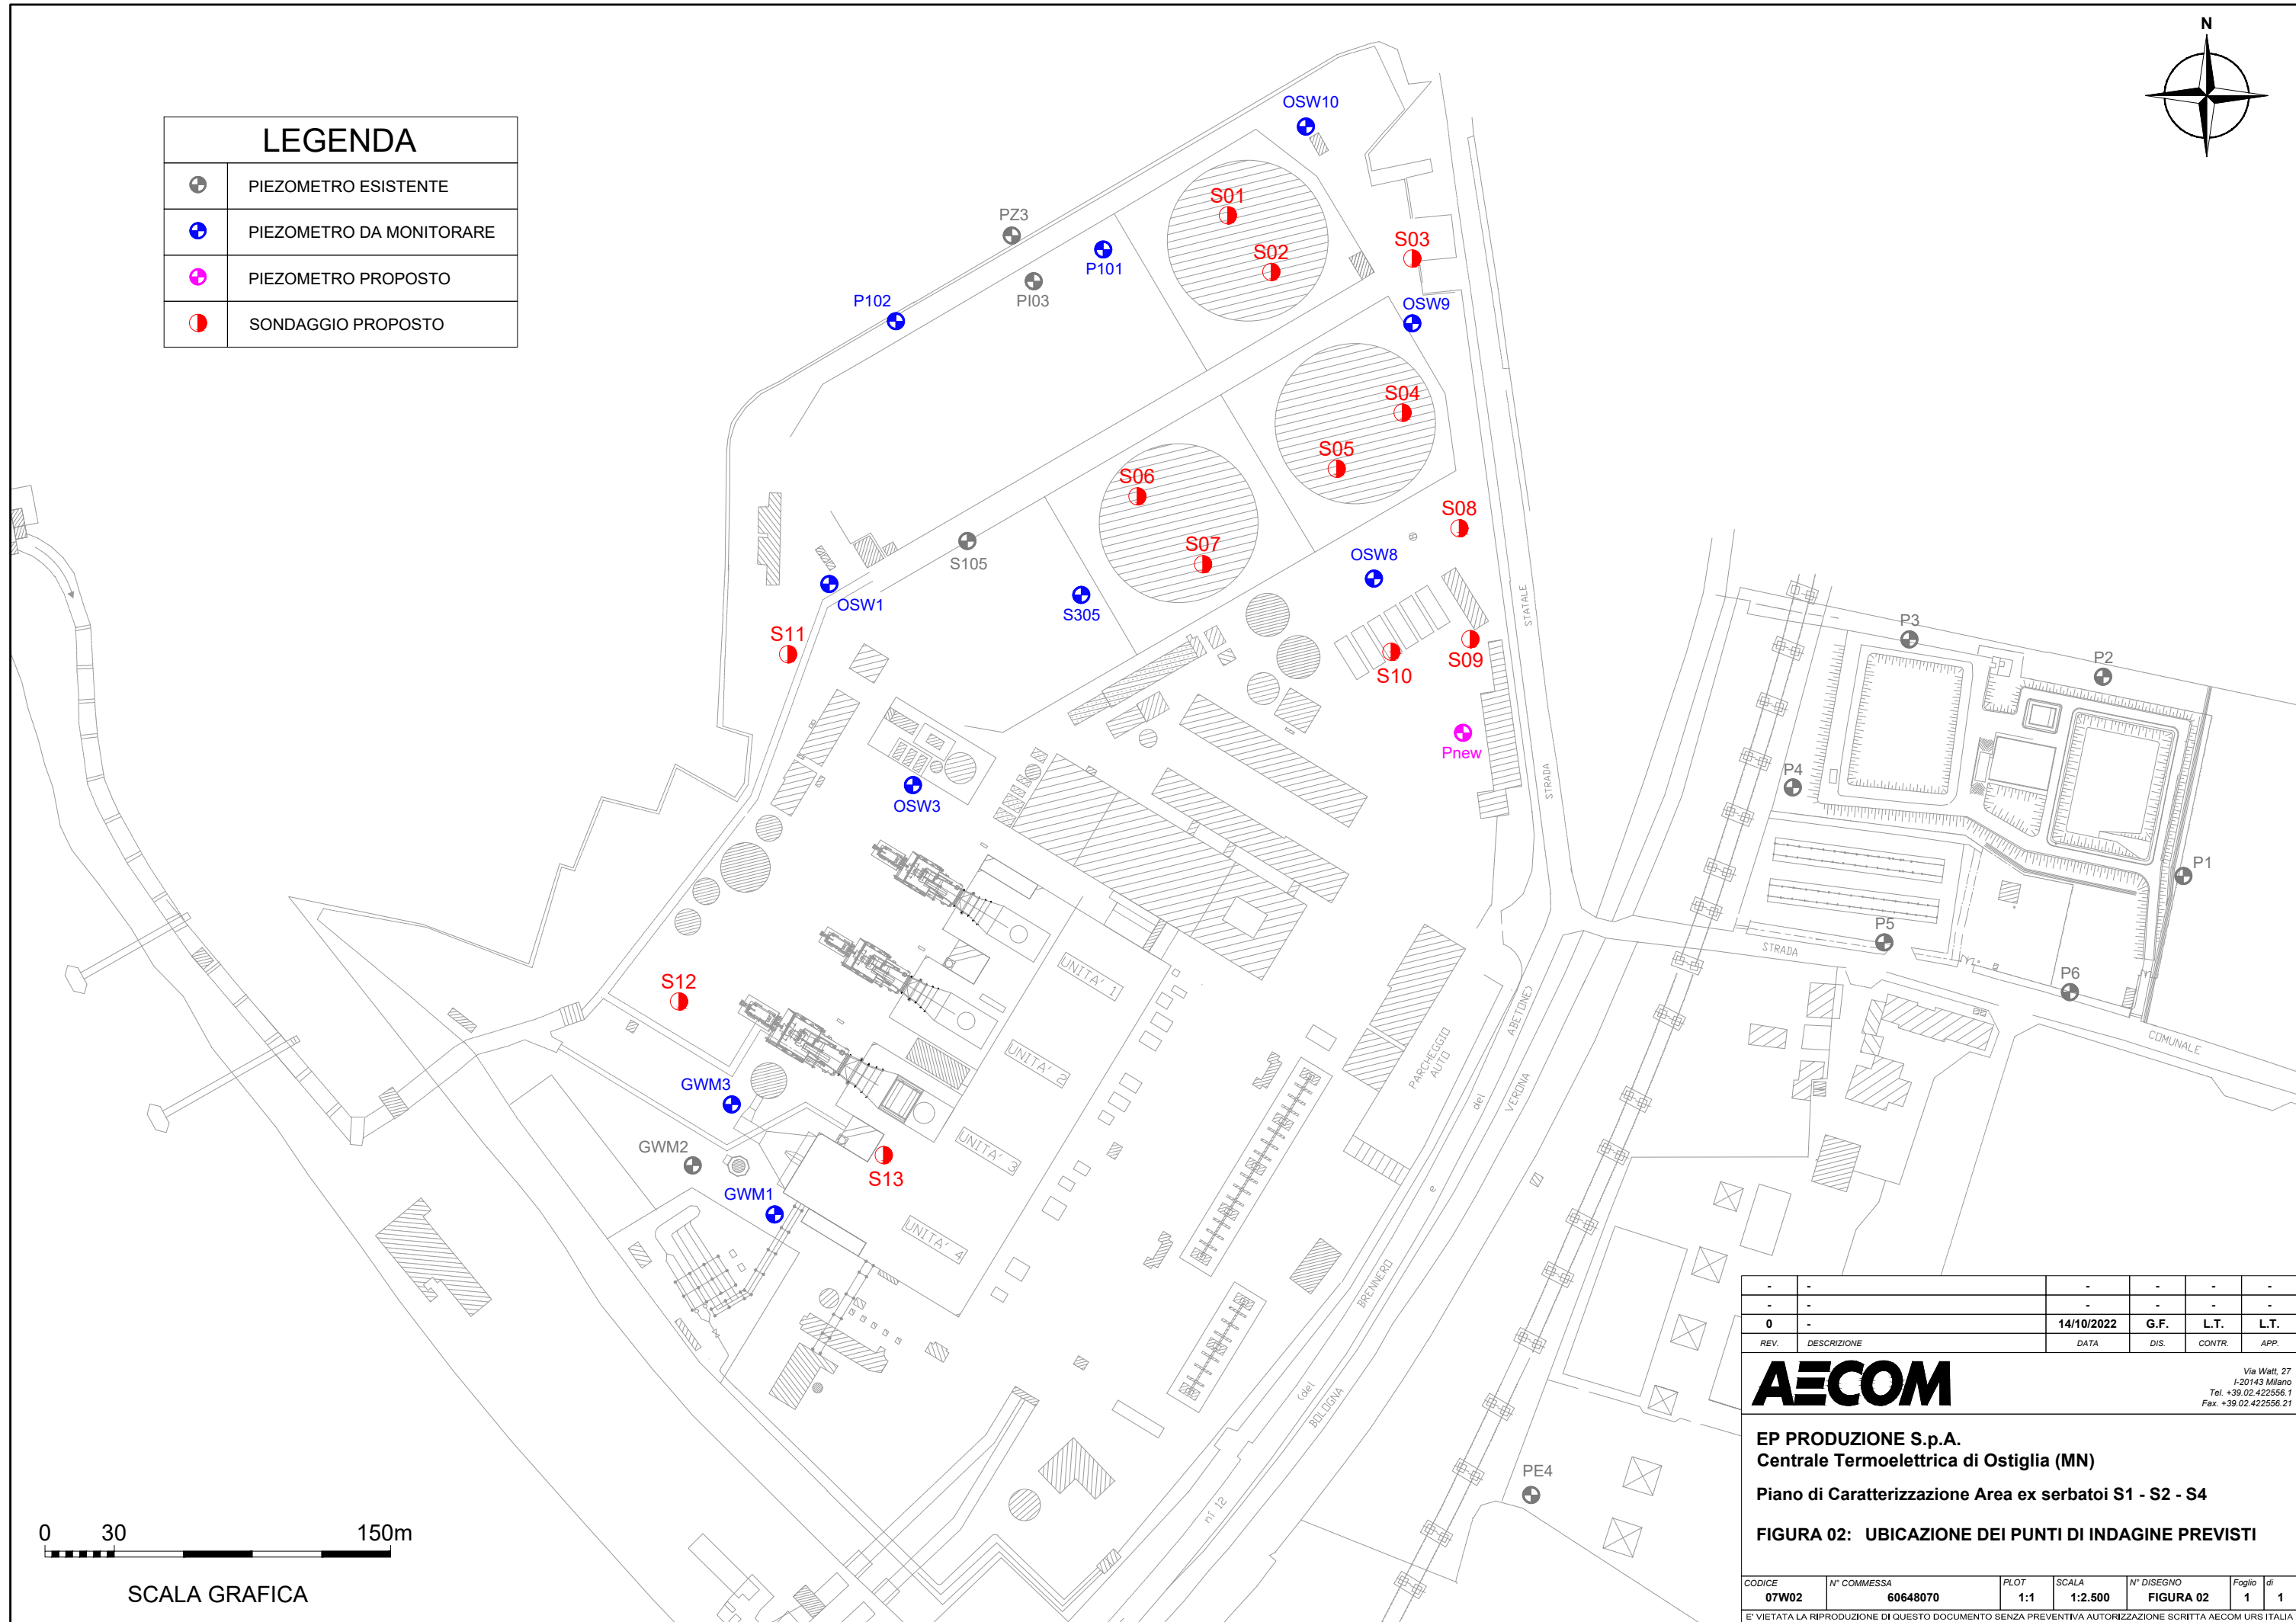 N
LEGENDA
PIEZOMETRO ESISTENTE
PIEZOMETRO DA MONITORARE
PIEZOMETRO PROPOSTO
SONDAGGIO PROPOSTO
OSW10
S01
PZ3
S02
S03
P101
PI03
P102
OSW9
S04
S05
S06
S08
S07
OSW8
S105
OSW1
S305
STATALE
S11
P3
S09
P2
S10
Pnew
STRADA
P4
OSW3
P1
P5
STRADA
UNITA' 1
P6
S12
ABETONE)
PARCHEGGIO
AUTO
COMUNALE
UNITA' 2
GWM3
del
VERONA
UNITA' 3
GWM2
S13
GWM1
e
UNITA' 4
BRENNERO
(del
BOLOGNA
PE4
n! 12
0 30 150m
SCALA GRAFICA
- - - - - -
- - - - - -
0 - 14/10/2022 G.F. L.T. L.T.
REV. DESCRIZIONE DATA DIS. CONTR. APP.
AECOM
Via Watt, 27
I-20143 Milano
Tel. +39.02.422556.1
Fax. +39.02.422556.21
EP PRODUZIONE S.p.A.
Centrale Termoelettrica di Ostiglia (MN)
Piano di Caratterizzazione Area ex serbatoi S1 - S2 - S4
FIGURA 02: UBICAZIONE DEI PUNTI DI INDAGINE PREVISTI
CODICE N° COMMESSA PLOT SCALA N° DISEGNO Foglio di
07W02 60648070 1:1 1:2.500 FIGURA 02 1 1
E' VIETATA LA RIPRODUZIONE DI QUESTO DOCUMENTO SENZA PREVENTIVA AUTORIZZAZIONE SCRITTA AECOM URS ITALIA